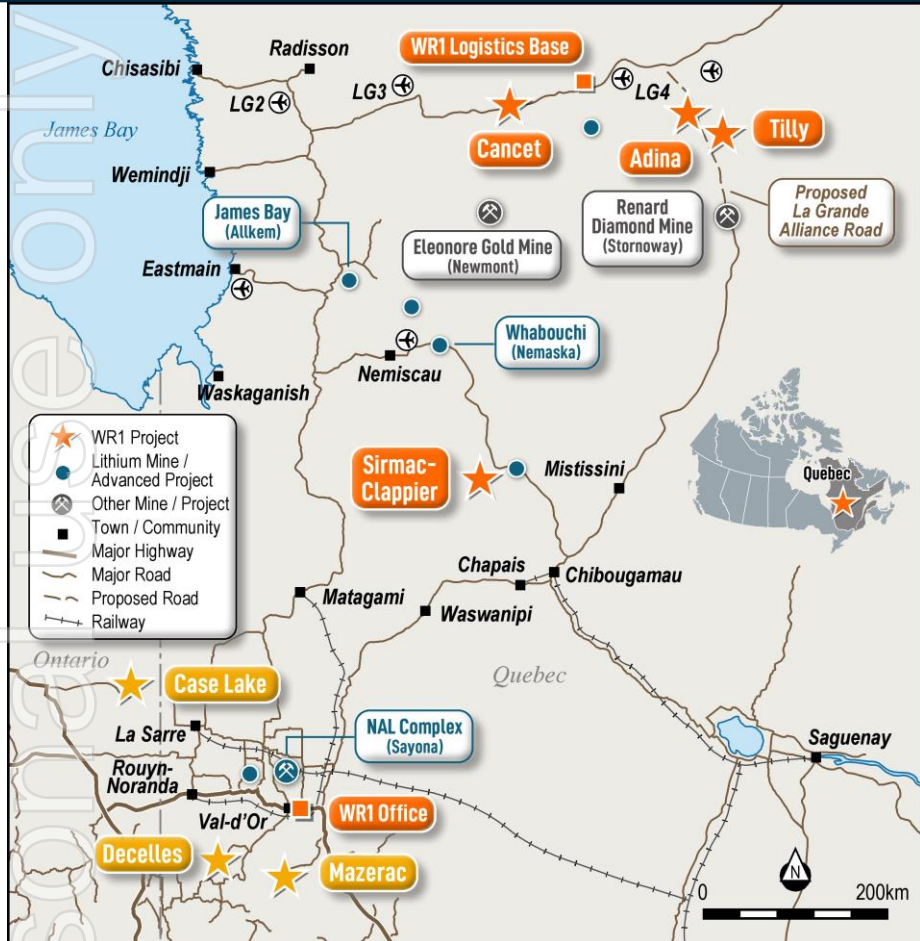 sonal use only
WR1 Logistics Base
Radisson
Chisasibi
LG2
LG3
LG4
James Bay
Cancet
Adina
Tilly
Wemindji
James Bay
(Allkem)
Eleonore Gold Mine
(Newmont)
Renard
Diamond Mine
(Stornoway)
Proposed
La Grande
Alliance Road
Eastmain
Whabouchi
(Nemaska)
Nemiscau
Waskaganish
WR1 Project
Lithium Mine /
Advanced Project
Other Mine / Project
Town / Community
Major Highway
Major Road
Proposed Road
Railway
Sirmac-
Clappier
Mistissini
Quebec
Chapais
Chibougamau
Matagami
Waswanipi
Ontario
Quebec
Case Lake
La Sarre
NAL Complex
(Sayona)
Saguenay
Rouyn-
Noranda
Val-d'Or
WR1 Office
Decelles
Mazerac
N
0 200km